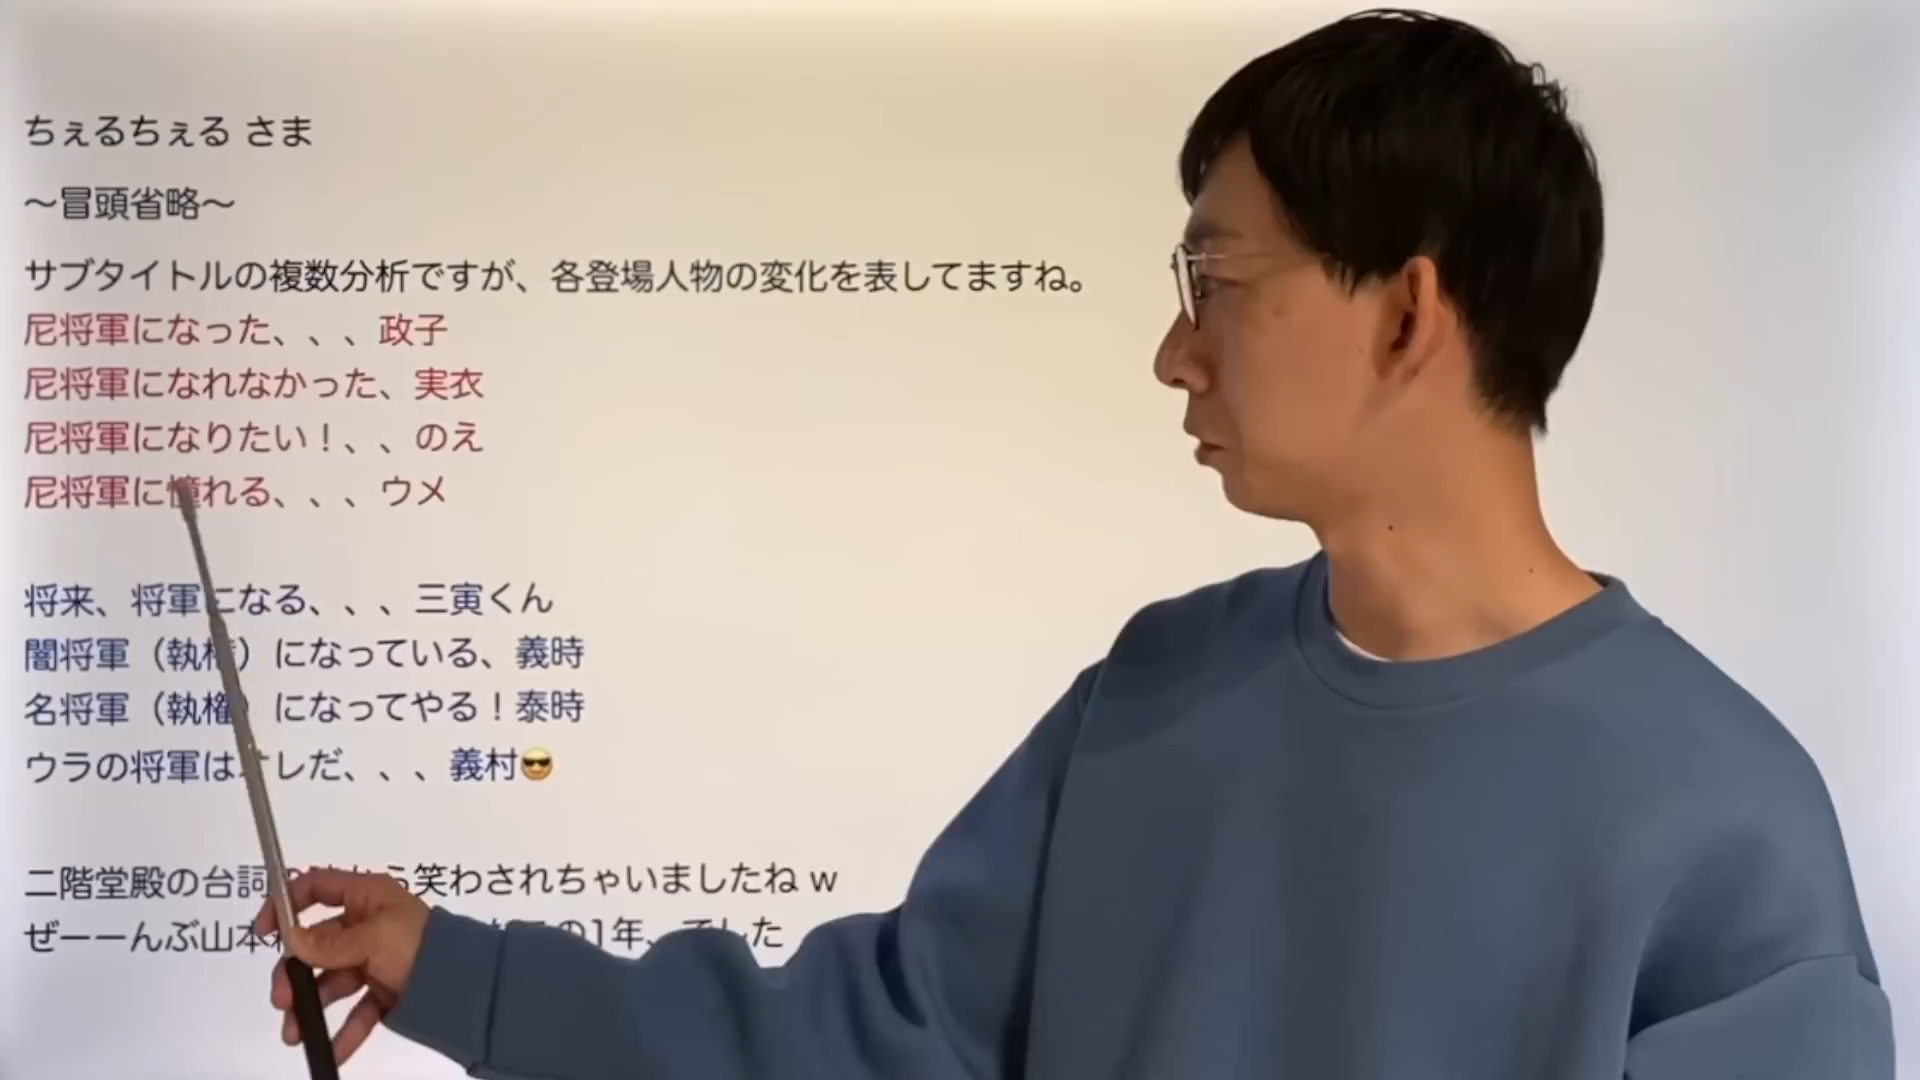 ちぇるちぇる さま
〜冒頭省略〜
サブタイトルの複数分析ですが、各登場人物の変化を表してますね。
尼将軍になった、、、政子
尼将軍になれなかった、実衣
尼将軍になりたい！、、のえ
尼将軍に憧れる、、、ウメ
将来、将軍になる、、、三寅くん
闇将軍（執権）になっている、義時
名将軍（執権）になってやる！泰時
ウラの将軍はオレだ、、、義村😎
二階堂殿の台詞 から笑わされちゃいましたね w
ぜーーんぶ山本 の1年、でした